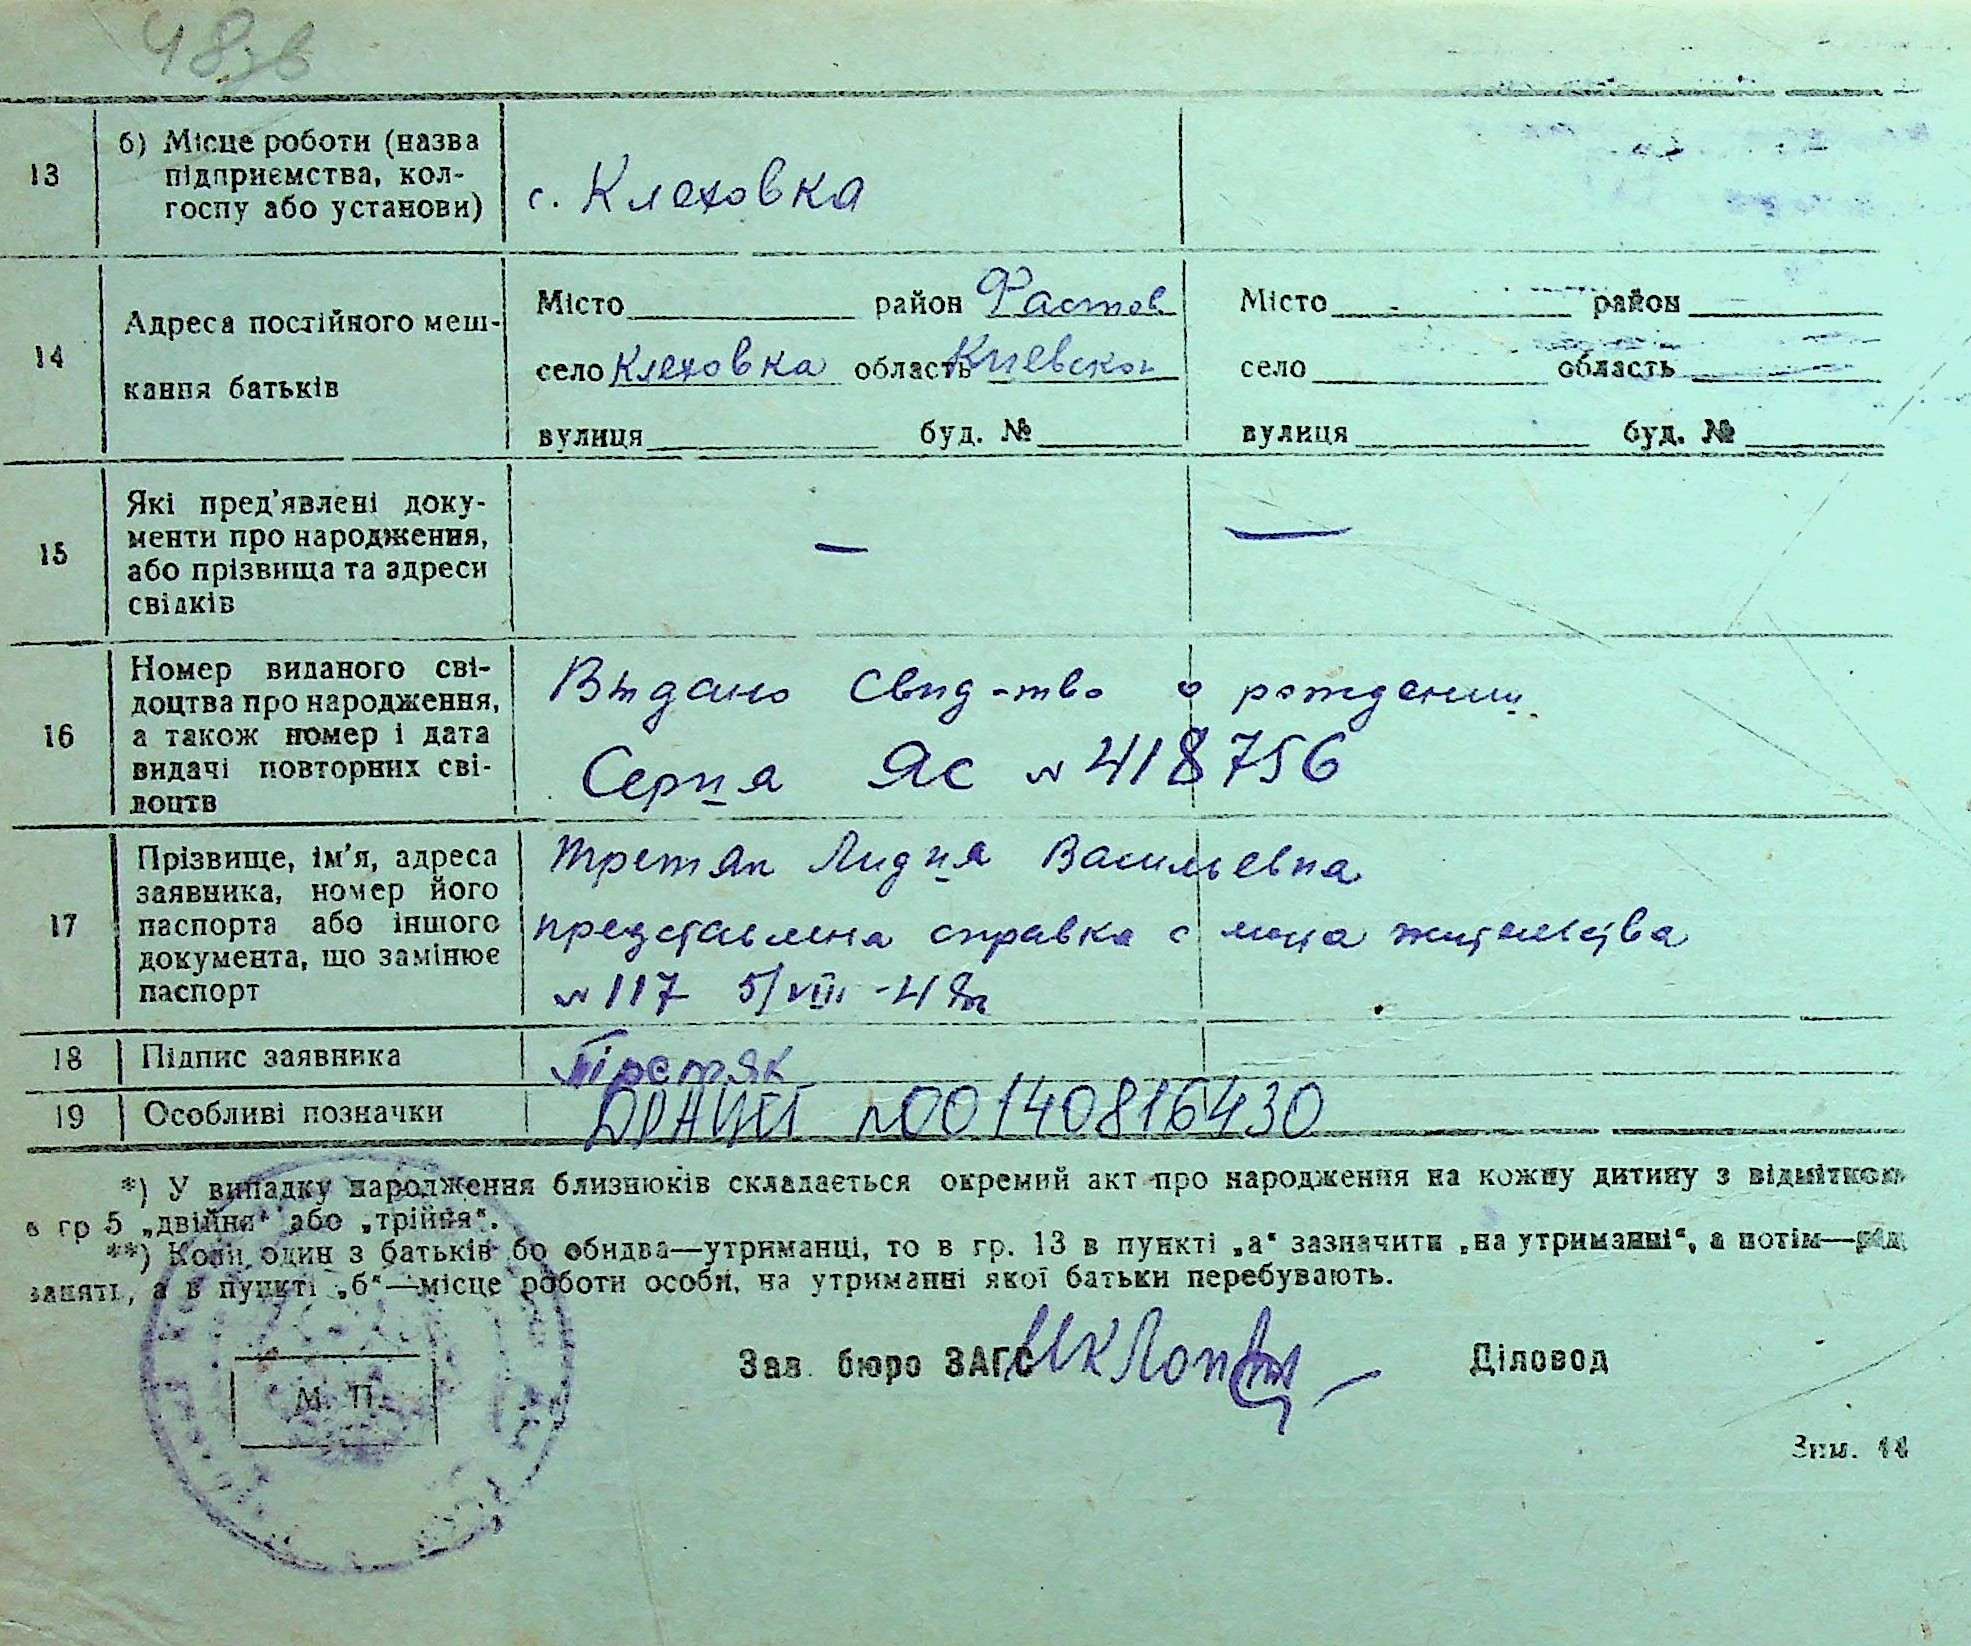 48зв
13
б) Місце роботи (назва
підприємства, кол-
госпу або установи)
с. Клеховка
14
Адреса постійного меш-
кання батьків
Місто район Фастов
село Клеховка область Киевской
вулиця буд. №
Місто район
село область
вулиця буд. №
15
Які пред'явлені доку-
менти про народження,
або прізвища та адреси
свідків
—
—
16
Номер виданого сві-
доцтва про народження,
а також номер і дата
видачі повторних сві-
доцтв
Выдано Свид-тво о рождении
Серия ЯС № 418756
17
Прізвище, ім'я, адреса
заявника, номер його
паспорта або іншого
документа, що замінює
паспорт
Третяк Лидия Васильевна
представлена справка с места жительства
№ 117 5/VIII-48г
18
Підпис заявника
Третяк
19
Особливі позначки
ДРАЦСГ №00140816430
*) У випадку народження близнюків складається окремий акт про народження на кожну дитину з відміткою
в гр 5 „двійня“ або „трійня“.
**) Коли один з батьків бо обидва—утриманці, то в гр. 13 в пункті „а“ зазначити „на утриманні“, а потім—рід
занять, а в пункті „б“—місце роботи особи, на утриманні якої батьки перебувають.
Зав. бюро ЗАГС
Діловод
М. П.
Зам.